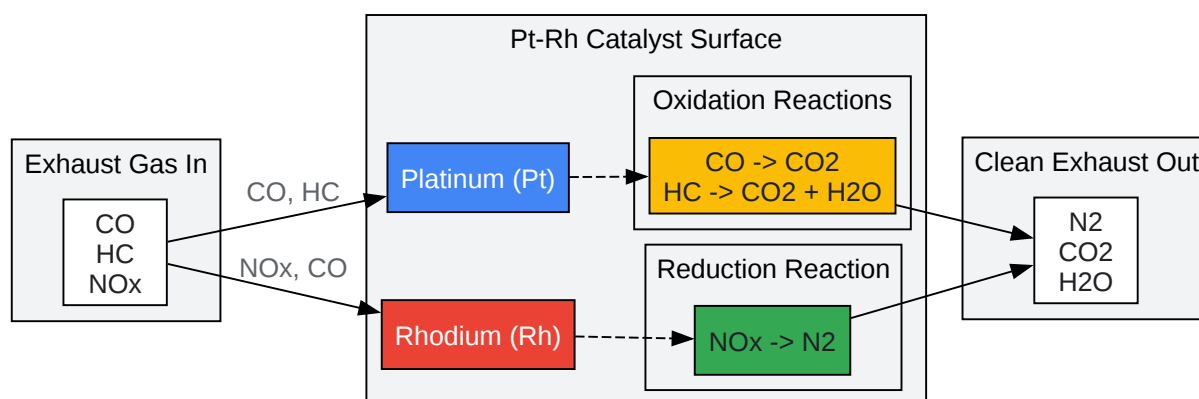 Pt-Rh Catalyst Surface
Exhaust Gas In
CO
HC
NOx
CO, HC
NOx, CO
Platinum (Pt)
Rhodium (Rh)
Oxidation Reactions
CO -> CO2
HC -> CO2 + H2O
Reduction Reaction
NOx -> N2
Clean Exhaust Out
N2
CO2
H2O